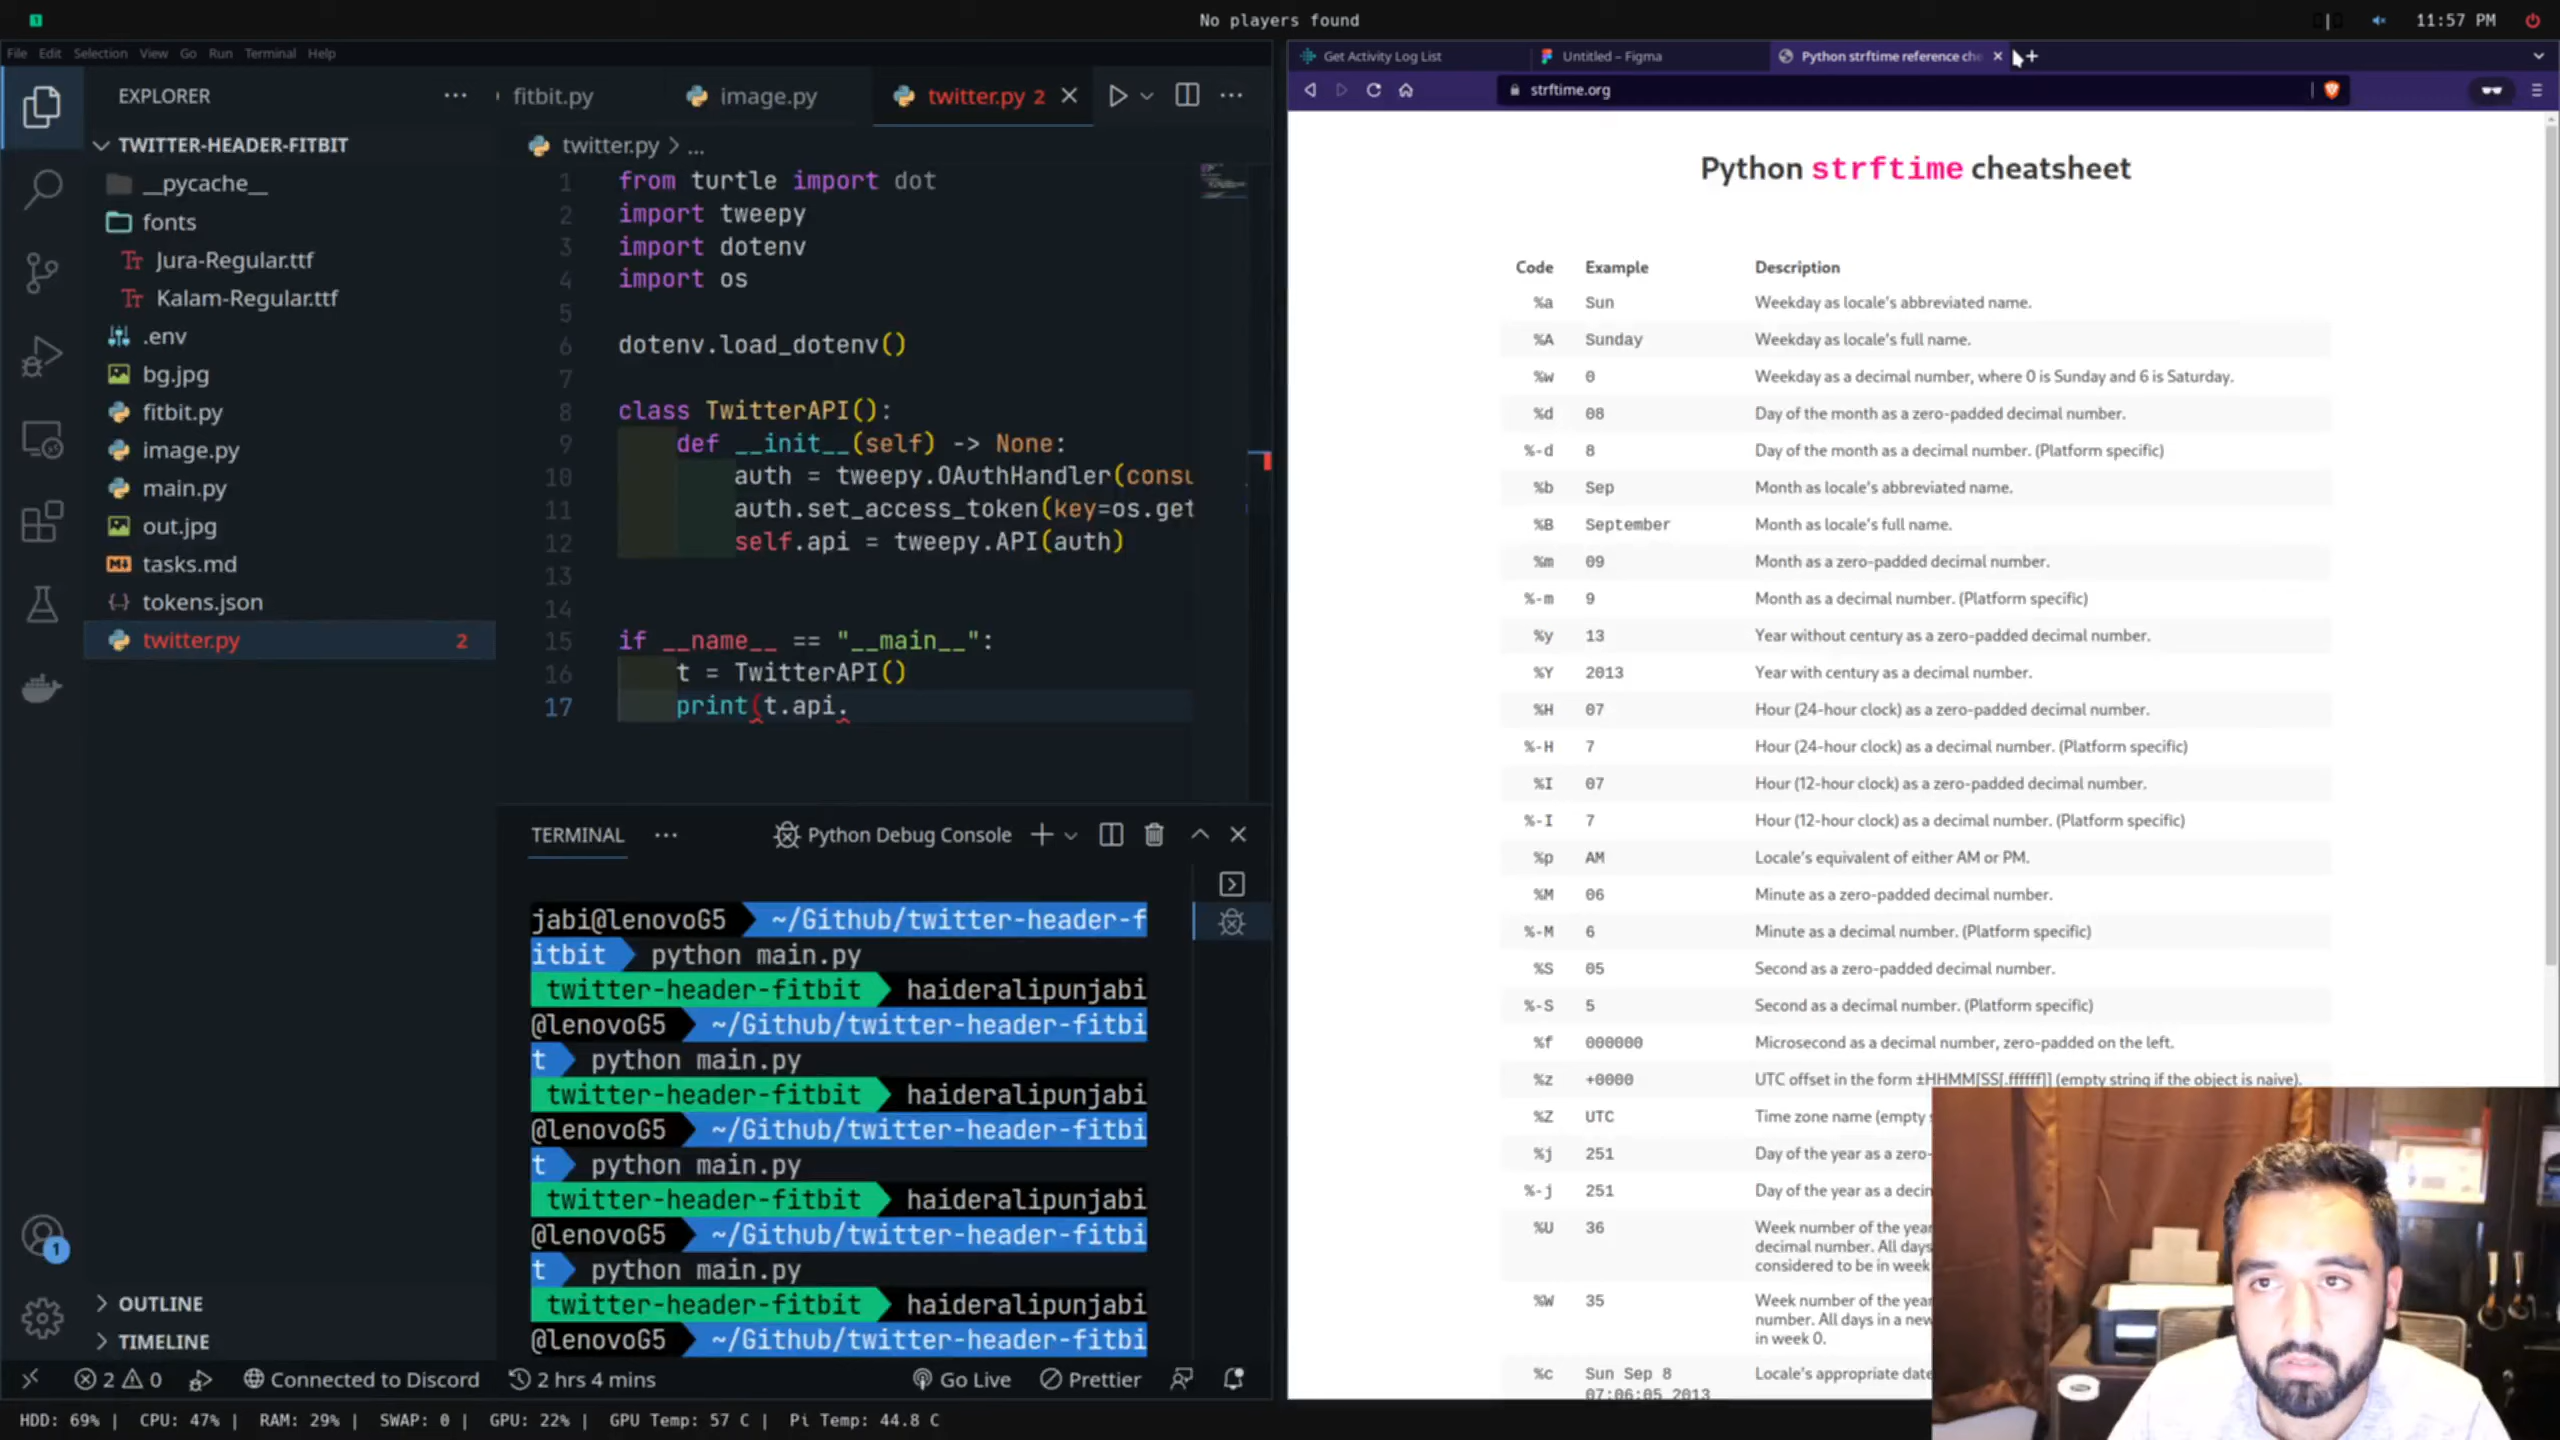 1
No players found
11:57 PM
File Edit Selection View Go Run Terminal Help
EXPLORER
TWITTER-HEADER-FITBIT
__pycache__
fonts
Jura-Regular.ttf
Kalam-Regular.ttf
.env
bg.jpg
fitbit.py
image.py
main.py
out.jpg
tasks.md
tokens.json
twitter.py 2
OUTLINE
TIMELINE
1
fitbit.py image.py twitter.py 2
twitter.py > ...
1 from turtle import dot
2 import tweepy
3 import dotenv
4 import os
5
6 dotenv.load_dotenv()
7
8 class TwitterAPI():
9 def __init__(self) -> None:
10 auth = tweepy.OAuthHandler(consu
11 auth.set_access_token(key=os.get
12 self.api = tweepy.API(auth)
13
14
15 if __name__ == "__main__":
16 t = TwitterAPI()
17 print(t.api.
TERMINAL Python Debug Console
jabi@lenovoG5 ~/Github/twitter-header-f
itbit python main.py
twitter-header-fitbit haideralipunjabi
@lenovoG5 ~/Github/twitter-header-fitbi
t python main.py
twitter-header-fitbit haideralipunjabi
@lenovoG5 ~/Github/twitter-header-fitbi
t python main.py
twitter-header-fitbit haideralipunjabi
@lenovoG5 ~/Github/twitter-header-fitbi
t python main.py
twitter-header-fitbit haideralipunjabi
@lenovoG5 ~/Github/twitter-header-fitbi
2 0 Connected to Discord 2 hrs 4 mins Go Live Prettier
HDD: 69% | CPU: 47% | RAM: 29% | SWAP: 0 | GPU: 22% | GPU Temp: 57 C | Pi Temp: 44.8 C
Get Activity Log List Untitled – Figma Python strftime reference che
strftime.org
Python strftime cheatsheet
Code Example Description
%a Sun Weekday as locale's abbreviated name.
%A Sunday Weekday as locale's full name.
%w 0 Weekday as a decimal number, where 0 is Sunday and 6 is Saturday.
%d 08 Day of the month as a zero-padded decimal number.
%-d 8 Day of the month as a decimal number. (Platform specific)
%b Sep Month as locale's abbreviated name.
%B September Month as locale's full name.
%m 09 Month as a zero-padded decimal number.
%-m 9 Month as a decimal number. (Platform specific)
%y 13 Year without century as a zero-padded decimal number.
%Y 2013 Year with century as a decimal number.
%H 07 Hour (24-hour clock) as a zero-padded decimal number.
%-H 7 Hour (24-hour clock) as a decimal number. (Platform specific)
%I 07 Hour (12-hour clock) as a zero-padded decimal number.
%-I 7 Hour (12-hour clock) as a decimal number. (Platform specific)
%p AM Locale's equivalent of either AM or PM.
%M 06 Minute as a zero-padded decimal number.
%-M 6 Minute as a decimal number. (Platform specific)
%S 05 Second as a zero-padded decimal number.
%-S 5 Second as a decimal number. (Platform specific)
%f 000000 Microsecond as a decimal number, zero-padded on the left.
%z +0000 UTC offset in the form ±HHMM[SS[.ffffff]] (empty string if the object is naive).
%Z UTC Time zone name (empty
%j 251 Day of the year as a zero-
%-j 251 Day of the year as a decin
%U 36 Week number of the year
decimal number. All days
considered to be in week
%W 35 Week number of the year
number. All days in a new
in week 0.
%c Sun Sep 8 Locale's appropriate date
07:06:05 2013